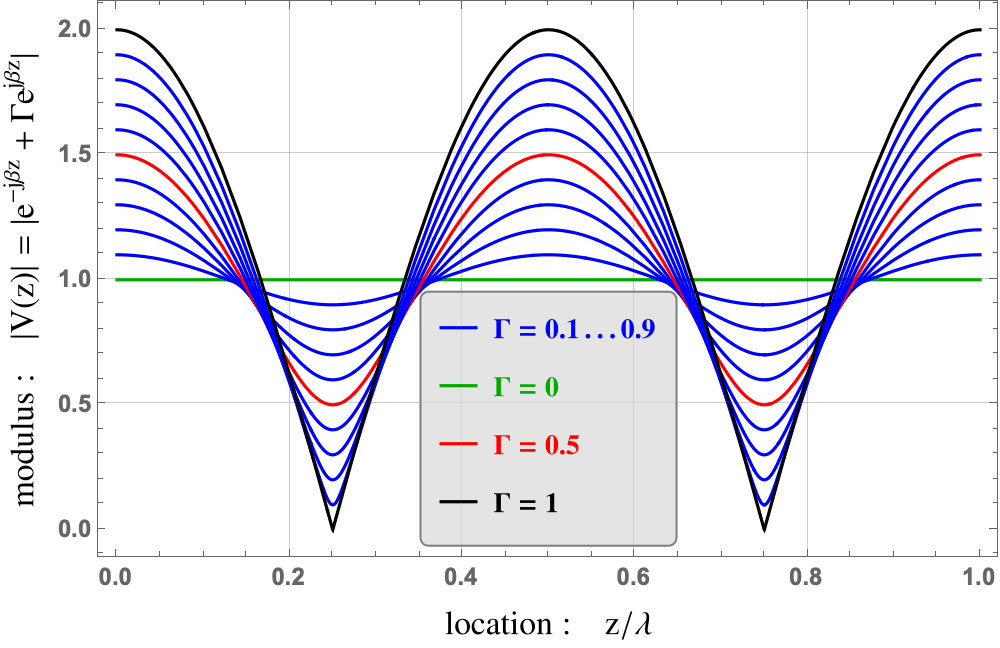 modulus : |V(z)| = |e^{-jβz} + Γe^{jβz}|
2.0
1.5
1.0
0.5
0.0
Γ = 0.1…0.9
Γ = 0
Γ = 0.5
Γ = 1
0.0 0.2 0.4 0.6 0.8 1.0
location : z/λ